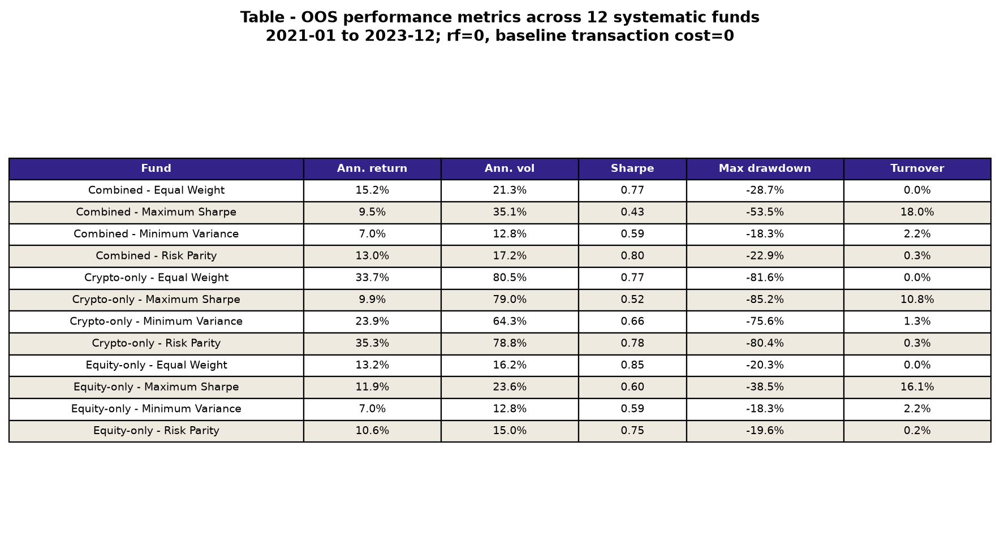 Table - OOS performance metrics across 12 systematic funds
2021-01 to 2023-12; rf=0, baseline transaction cost=0
Fund Ann. return Ann. vol Sharpe Max drawdown Turnover
Combined - Equal Weight 15.2% 21.3% 0.77 -28.7% 0.0%
Combined - Maximum Sharpe 9.5% 35.1% 0.43 -53.5% 18.0%
Combined - Minimum Variance 7.0% 12.8% 0.59 -18.3% 2.2%
Combined - Risk Parity 13.0% 17.2% 0.80 -22.9% 0.3%
Crypto-only - Equal Weight 33.7% 80.5% 0.77 -81.6% 0.0%
Crypto-only - Maximum Sharpe 9.9% 79.0% 0.52 -85.2% 10.8%
Crypto-only - Minimum Variance 23.9% 64.3% 0.66 -75.6% 1.3%
Crypto-only - Risk Parity 35.3% 78.8% 0.78 -80.4% 0.3%
Equity-only - Equal Weight 13.2% 16.2% 0.85 -20.3% 0.0%
Equity-only - Maximum Sharpe 11.9% 23.6% 0.60 -38.5% 16.1%
Equity-only - Minimum Variance 7.0% 12.8% 0.59 -18.3% 2.2%
Equity-only - Risk Parity 10.6% 15.0% 0.75 -19.6% 0.2%